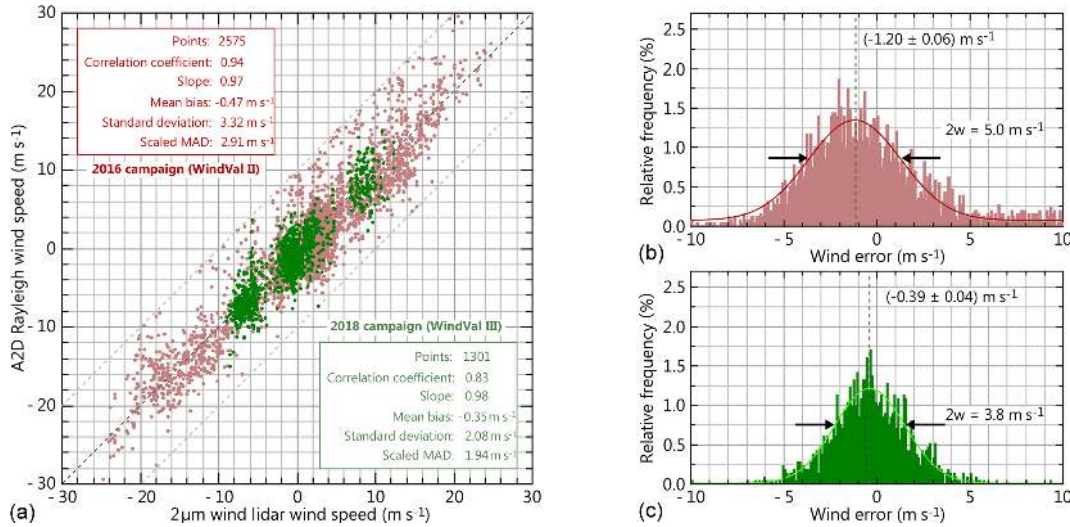 30
20
10
0
- 10
- 20
- 30
- 30
- 20
- 10
0
10
20
30
A2D Rayleigh wind speed (m s-1)
2µm wind lidar wind speed (m s-1)
(a)
Points: 2575
Correlation coefficient: 0.94
Slope: 0.97
Mean bias: -0.47 m s-1
Standard deviation: 3.32 m s-1
Scaled MAD: 2.91 m s-1
2016 campaign (WindVal II)
2018 campaign (WindVal III)
Points: 1301
Correlation coefficient: 0.83
Slope: 0.98
Mean bias: -0.35 m s-1
Standard deviation: 2.08 m s-1
Scaled MAD: 1.94 m s-1
Relative frequency (%)
2.5
2.0
1.5
1.0
0.5
0.0
(-1.20 ± 0.06) m s-1
2w = 5.0 m s-1
- 10
-5
0
5
10
Wind error (m s-1)
(b)
Relative frequency (%)
2.5
2.0
1.5
1.0
0.5
0.0
(-0.39 ± 0.04) m s-1
2w = 3.8 m s-1
- 10
-5
0
5
10
Wind error (m s-1)
(c)